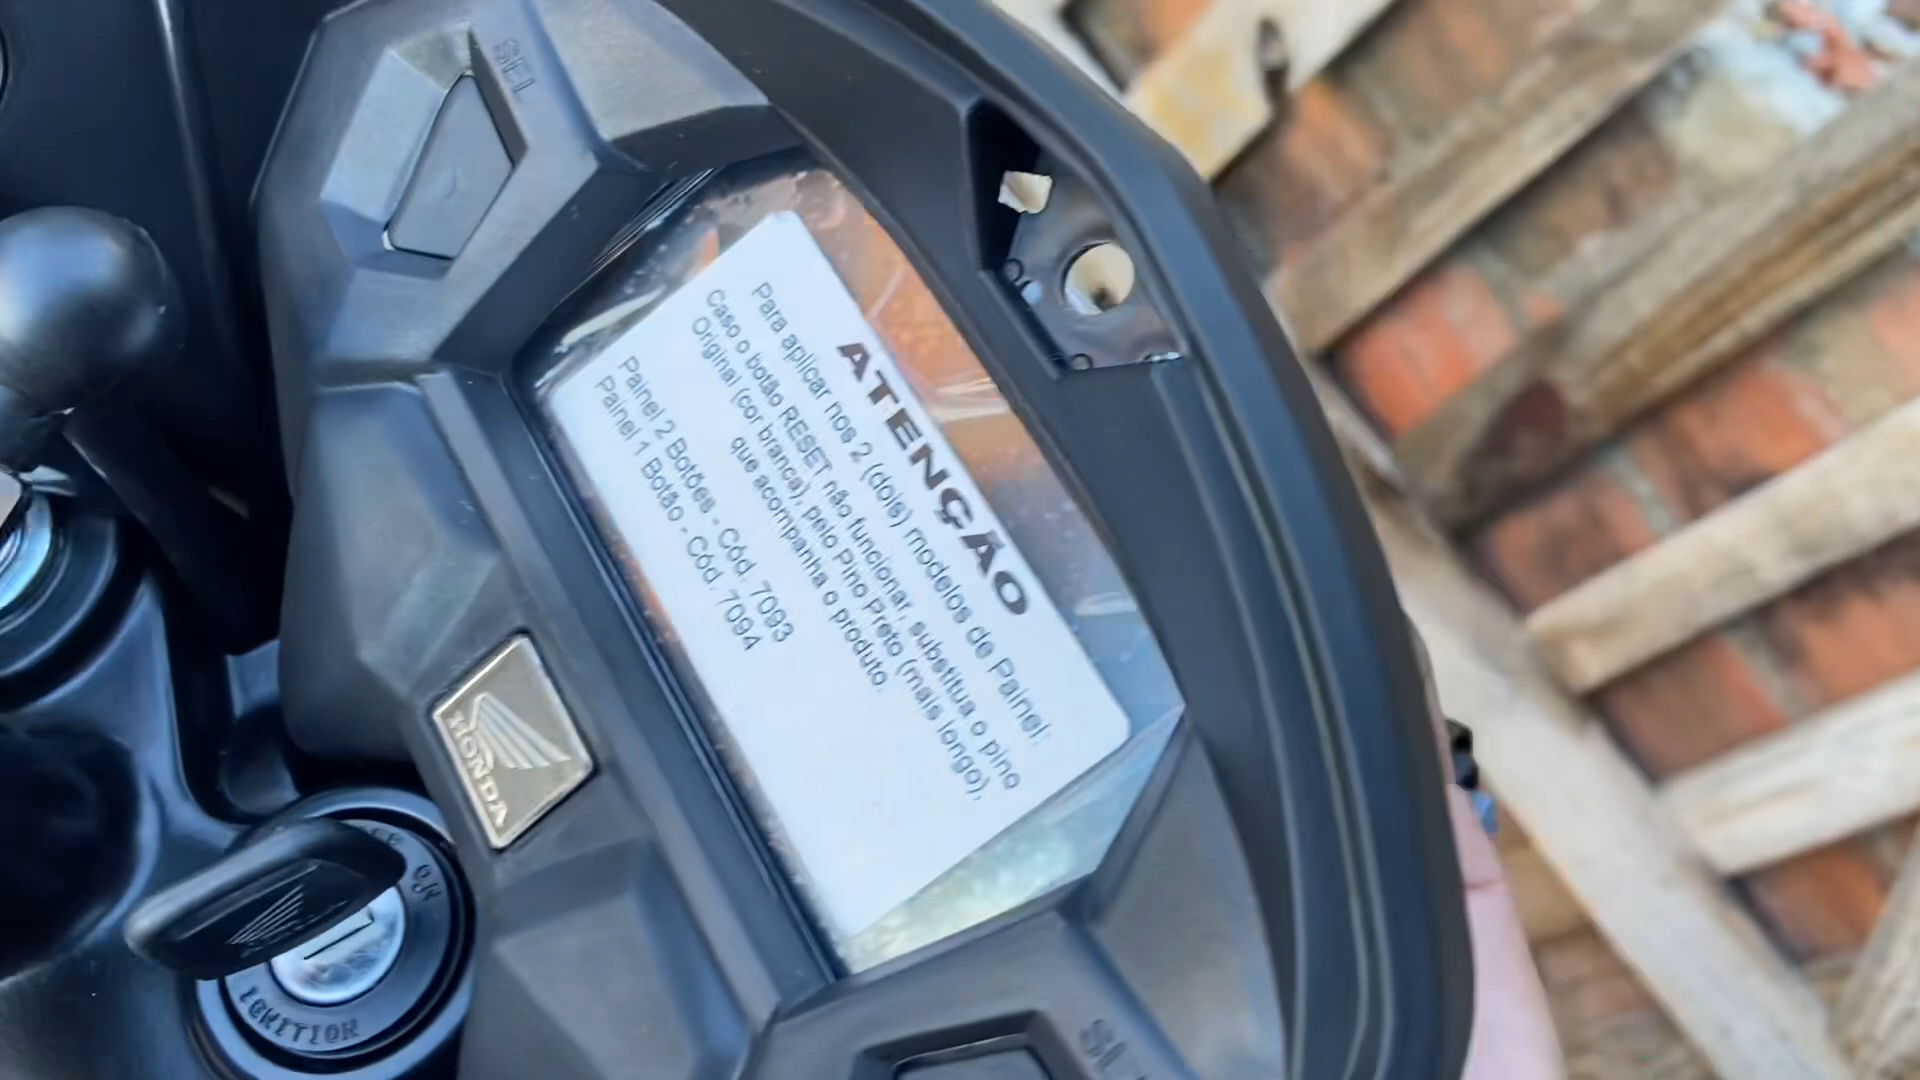 ATENÇÃO
Para aplicar nos 2 (dois) modelos de Painel:
Caso o botão RESET não funcionar, substitua o pino
Original (cor branca), pelo Pino Preto (mais longo),
que acompanha o produto.
Painel 2 Botões - Cód. 7093
Painel 1 Botão - Cód. 7094
SEL
HONDA
ON
IGNITION